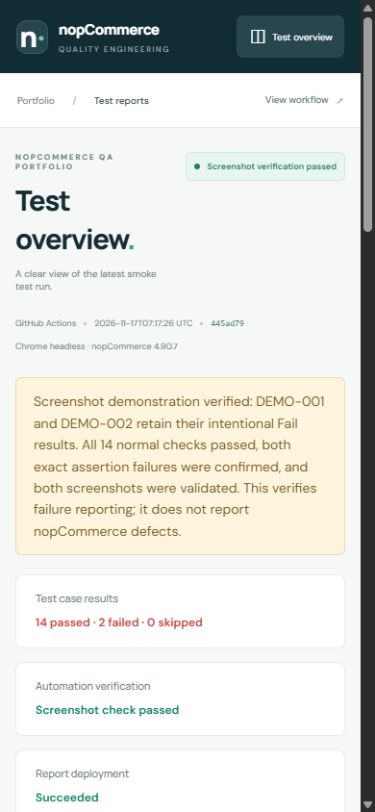 n
nopCommerce
QUALITY ENGINEERING
Test overview
Portfolio / Test reports
View workflow ↗
NOPCOMMERCE QA
PORTFOLIO
Screenshot verification passed
Test
overview.
A clear view of the latest smoke
test run.
GitHub Actions • 2026-11-17T07:17:26 UTC • 445ad79
Chrome headless · nopCommerce 4.90.7
Screenshot demonstration verified: DEMO-001
and DEMO-002 retain their intentional Fail
results. All 14 normal checks passed, both
exact assertion failures were confirmed, and
both screenshots were validated. This verifies
failure reporting; it does not report
nopCommerce defects.
Test case results
14 passed · 2 failed · 0 skipped
Automation verification
Screenshot check passed
Report deployment
Succeeded